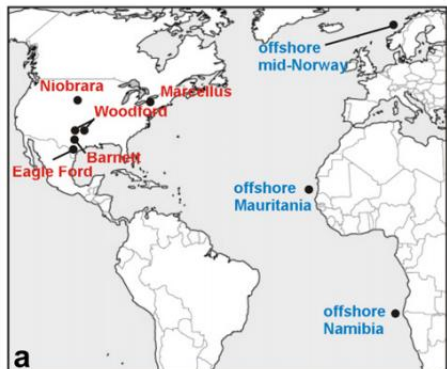 offshore
mid-Norway
Niobrara
Marcellus
Woodford
Barnett
Eagle Ford
offshore
Mauritania
offshore
Namibia
a